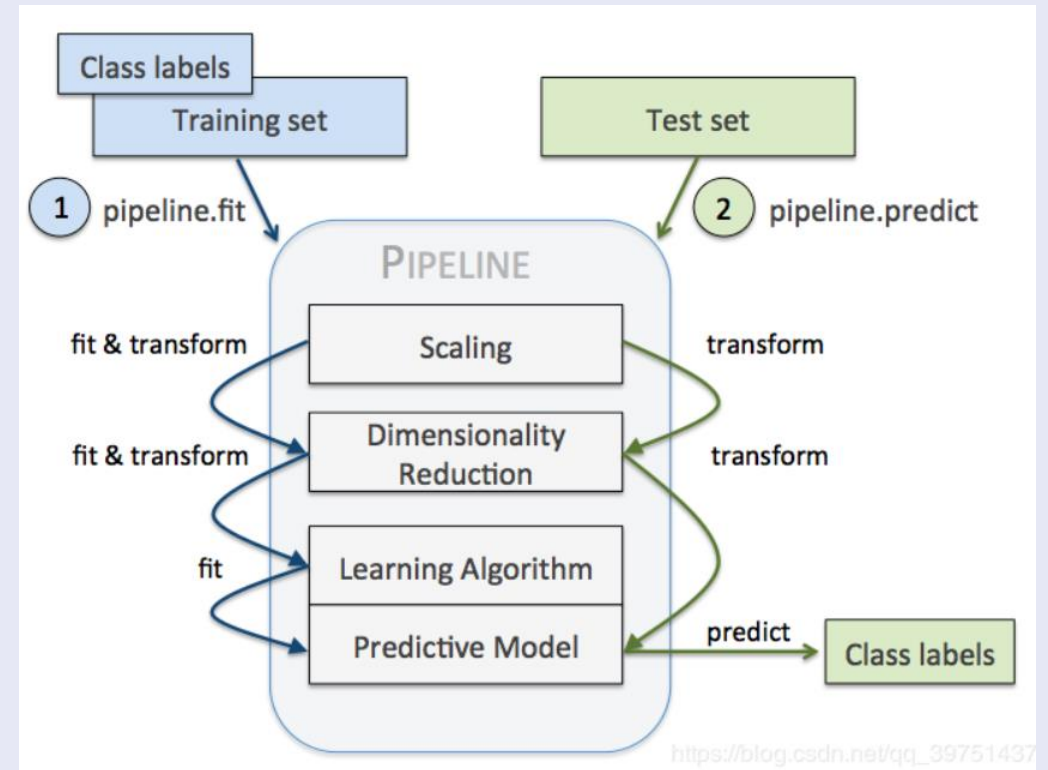 Class labels
Training set
Test set
1 pipeline.fit
2 pipeline.predict
PIPELINE
fit & transform
Scaling
transform
fit & transform
Dimensionality
Reduction
transform
fit
Learning Algorithm
Predictive Model
predict
Class labels
https://blog.csdn.net/qq_39751437